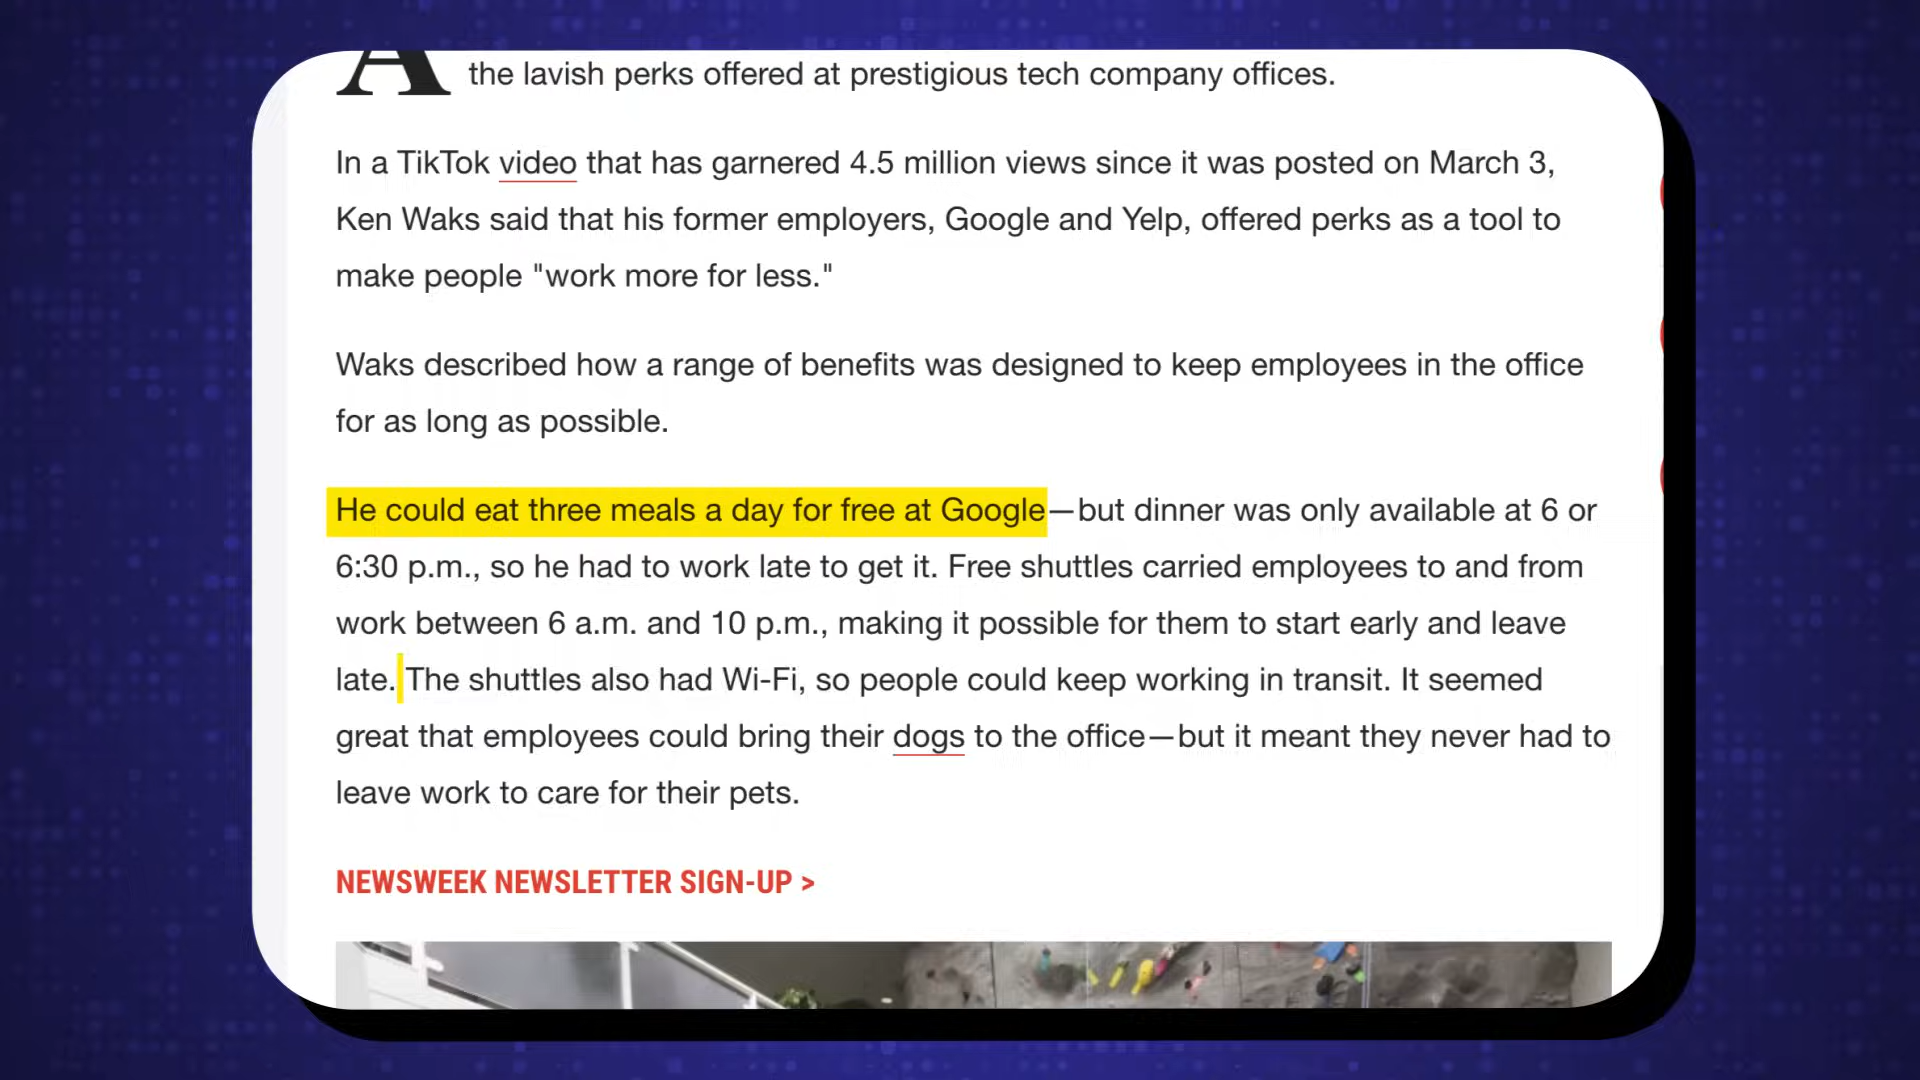 A the lavish perks offered at prestigious tech company offices.
In a TikTok video that has garnered 4.5 million views since it was posted on March 3,
Ken Waks said that his former employers, Google and Yelp, offered perks as a tool to
make people "work more for less."
Waks described how a range of benefits was designed to keep employees in the office
for as long as possible.
He could eat three meals a day for free at Google—but dinner was only available at 6 or
6:30 p.m., so he had to work late to get it. Free shuttles carried employees to and from
work between 6 a.m. and 10 p.m., making it possible for them to start early and leave
late. The shuttles also had Wi-Fi, so people could keep working in transit. It seemed
great that employees could bring their dogs to the office—but it meant they never had to
leave work to care for their pets.
NEWSWEEK NEWSLETTER SIGN-UP >